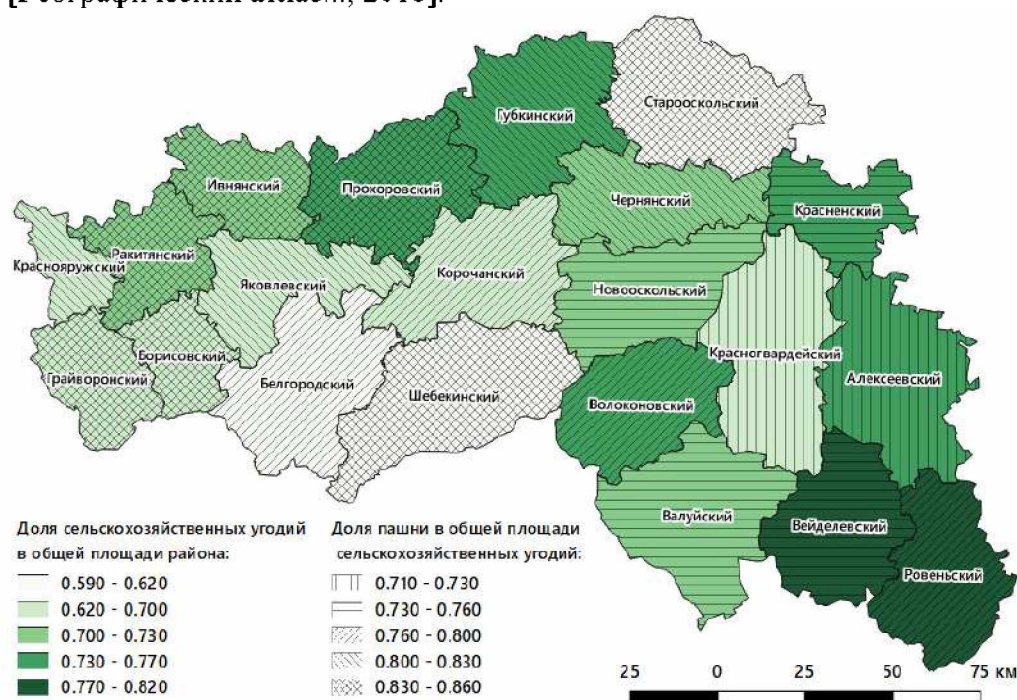 [Географический атлас..., 2018].
Старооскольский
Губкинский
Ивнянский
Прохоровский
Чернянский
Красненский
Ракитянский
Краснояружский
Яковлевский
Корочанский
Новооскольский
Борисовский
Грайворонский
Белгородский
Шебекинский
Красногвардейский
Алексеевский
Волоконовский
Валуйский
Вейделевский
Ровеньский
Доля сельскохозяйственных угодий
в общей площади района:
0.590 - 0.620
0.620 - 0.700
0.700 - 0.730
0.730 - 0.770
0.770 - 0.820
Доля пашни в общей площади
сельскохозяйственных угодий:
0.710 - 0.730
0.730 - 0.760
0.760 - 0.800
0.800 - 0.830
0.830 - 0.860
25 0 25 50 75 км